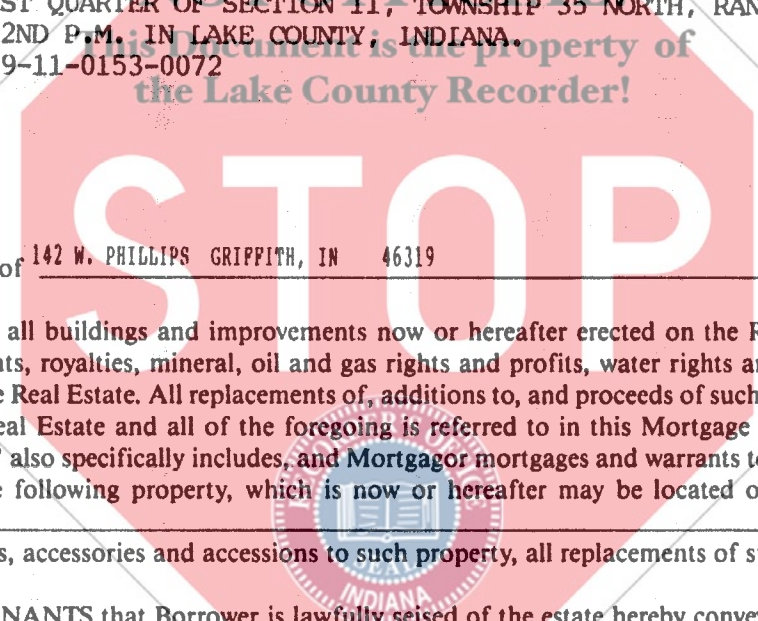 ST QUARTER OF SECTION 11, TOWNSHIP 35 NORTH, RAN
2ND P.M. IN LAKE COUNTY, INDIANA.
This Document is the property of
9-11-0153-0072
the Lake County Recorder!
STOP
of 142 W. PHILLIPS GRIFFITH, IN 46319
all buildings and improvements now or hereafter erected on the R
nts, royalties, mineral, oil and gas rights and profits, water rights a
e Real Estate. All replacements of, additions to, and proceeds of such
eal Estate and all of the foregoing is referred to in this Mortgage
" also specifically includes, and Mortgagor mortgages and warrants t
e following property, which is now or hereafter may be located o
RECORDER'S OFFICE
SEAL
INDIANA
s, accessories and accessions to such property, all replacements of s
NANTS that Borrower is lawfully seised of the estate hereby conve